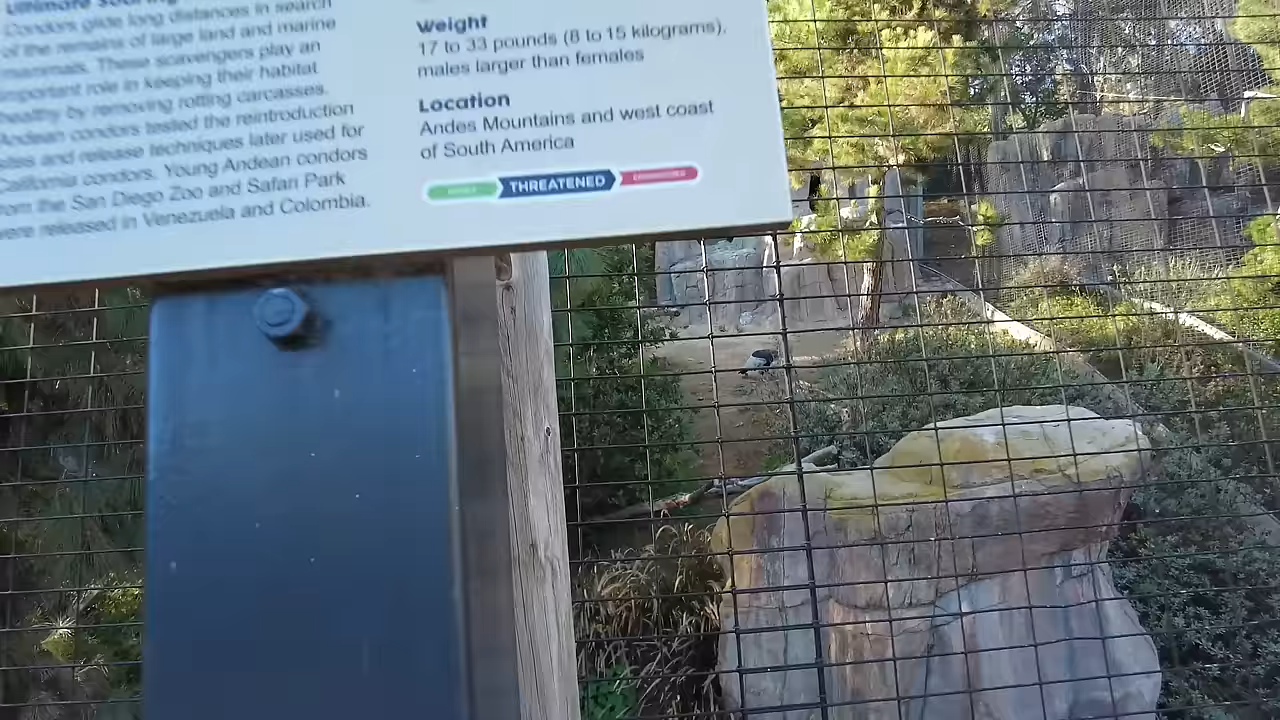 Ultimate Soaring
Condors glide long distances in search
of the remains of large land and marine
mammals. These scavengers play an
important role in keeping their habitat
healthy by removing rotting carcasses.
Andean condors tested the reintroduction
sites and release techniques later used for
California condors. Young Andean condors
from the San Diego Zoo and Safari Park
were released in Venezuela and Colombia.
Weight
17 to 33 pounds (8 to 15 kilograms),
males larger than females
Location
Andes Mountains and west coast
of South America
THREATENED